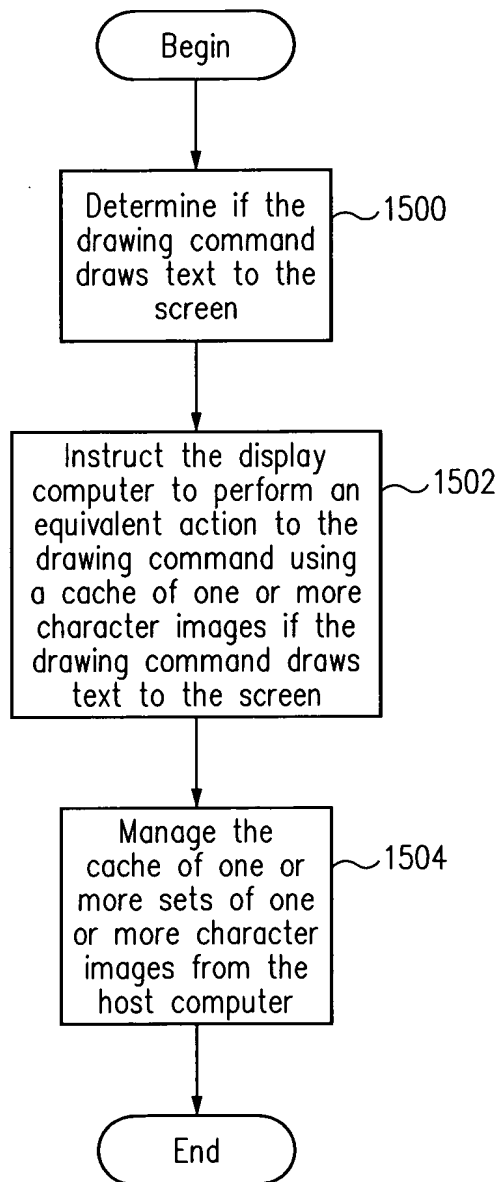 Begin
Determine if the
drawing command
draws text to the
screen
1500
Instruct the display
computer to perform an
equivalent action to the
drawing command using
a cache of one or more
character images if the
drawing command draws
text to the screen
1502
Manage the
cache of one or
more sets of one
or more character
images from the
host computer
1504
End